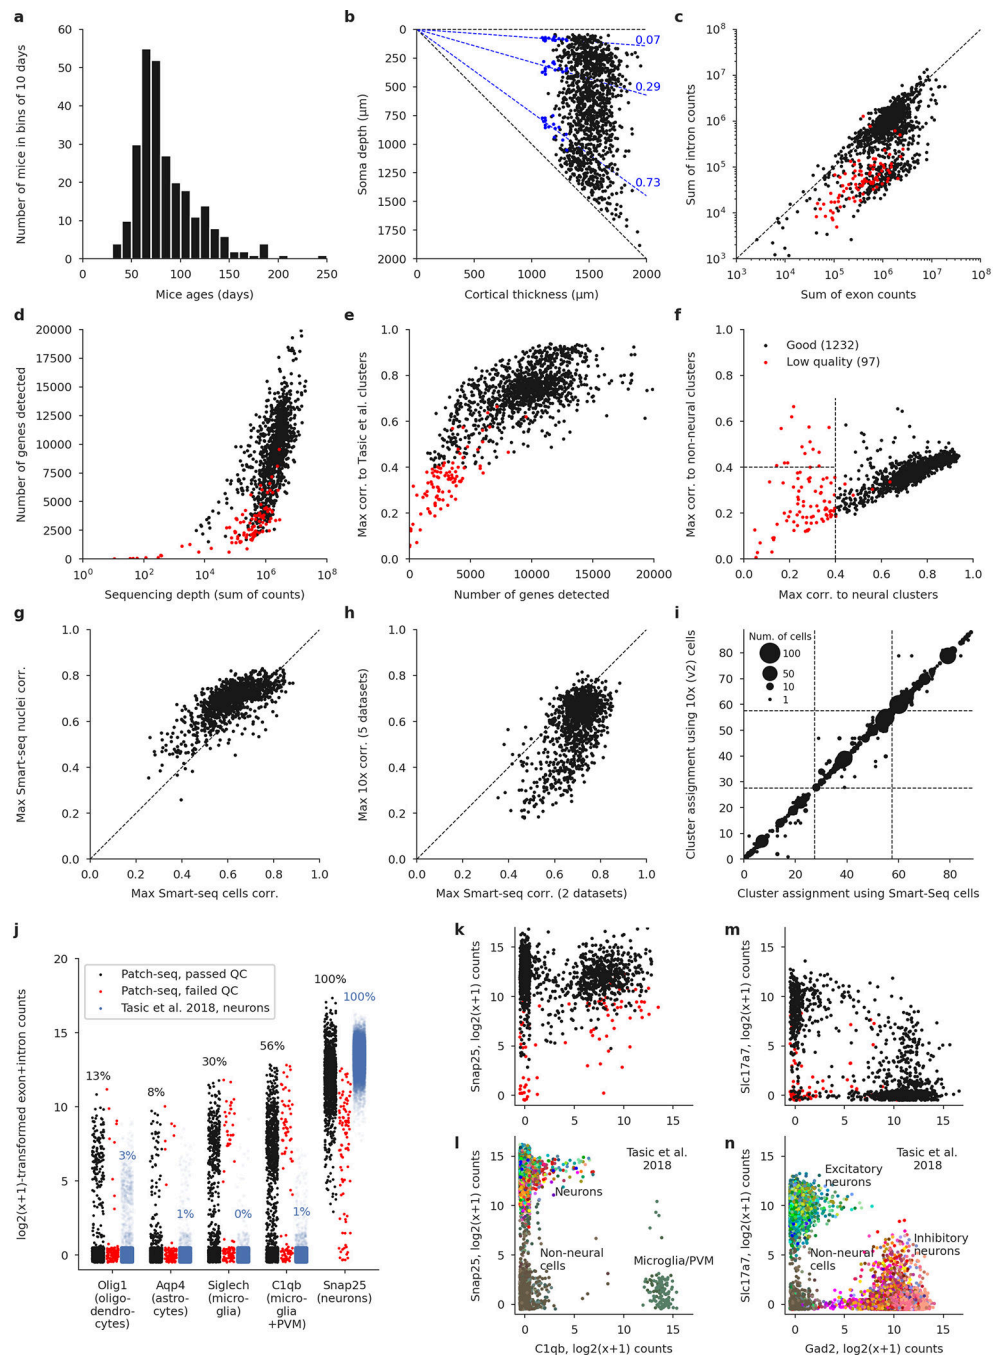 a
Number of mice in bins of 10 days
60
50
40
30
20
10
0
0
50
100
150
200
250
Mice ages (days)
b
Soma depth (μm)
0
250
500
750
1000
1250
1500
1750
2000
0.07
0.29
0.73
0
500
1000
1500
2000
Cortical thickness (μm)
c
Sum of intron counts
10⁸
10⁷
10⁶
10⁵
10⁴
10³
10³
10⁴
10⁵
10⁶
10⁷
10⁸
Sum of exon counts
d
Number of genes detected
20000
17500
15000
12500
10000
7500
5000
2500
0
10⁰
10²
10⁴
10⁶
10⁸
Sequencing depth (sum of counts)
e
Max corr. to Tasic et al. clusters
1.0
0.8
0.6
0.4
0.2
0.0
0
5000
10000
15000
20000
Number of genes detected
f
Max corr. to non-neural clusters
1.0
0.8
0.6
0.4
0.2
0.0
Good (1232)
Low quality (97)
0.0
0.2
0.4
0.6
0.8
1.0
Max corr. to neural clusters
g
Max Smart-seq nuclei corr.
1.0
0.8
0.6
0.4
0.2
0.0
0.0
0.2
0.4
0.6
0.8
1.0
Max Smart-seq cells corr.
h
Max 10x corr. (5 datasets)
1.0
0.8
0.6
0.4
0.2
0.0
0.0
0.2
0.4
0.6
0.8
1.0
Max Smart-seq corr. (2 datasets)
i
Cluster assignment using 10x (v2) cells
80
70
60
50
40
30
20
10
0
Num. of cells
100
50
10
1
0
20
40
60
80
Cluster assignment using Smart-Seq cells
j
log2(x+1)-transformed exon+intron counts
20
15
10
5
0
Patch-seq, passed QC
Patch-seq, failed QC
Tasic et al. 2018, neurons
13%
3%
8%
1%
30%
0%
56%
1%
100%
100%
Olig1
(oligo-
dendro-
cytes)
Aqp4
(astro-
cytes)
Siglech
(micro-
glia)
C1qb
(micro-
glia
+PVM)
Snap25
(neurons)
k
Snap25, log2(x+1) counts
15
10
5
0
0
5
10
15
m
Slc17a7, log2(x+1) counts
15
10
5
0
0
5
10
15
l
Snap25, log2(x+1) counts
15
10
5
0
Tasic et al.
2018
Neurons
Non-neural
cells
Microglia/PVM
0
5
10
15
C1qb, log2(x+1) counts
n
Slc17a7, log2(x+1) counts
15
10
5
0
Tasic et al.
2018
Excitatory
neurons
Non-neural
cells
Inhibitory
neurons
0
5
10
15
Gad2, log2(x+1) counts